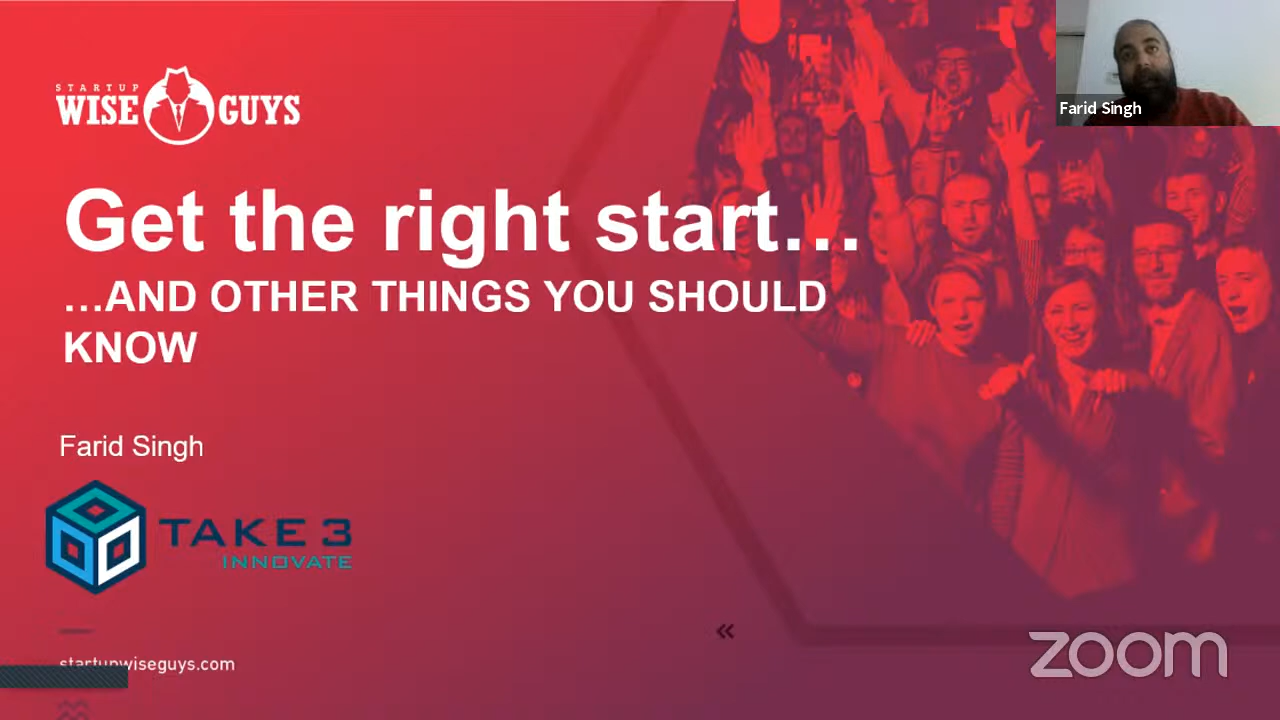 STARTUP
WISE GUYS
Farid Singh
Get the right start…
…AND OTHER THINGS YOU SHOULD
KNOW
Farid Singh
TAKE 3
INNOVATE
startupwiseguys.com
zoom